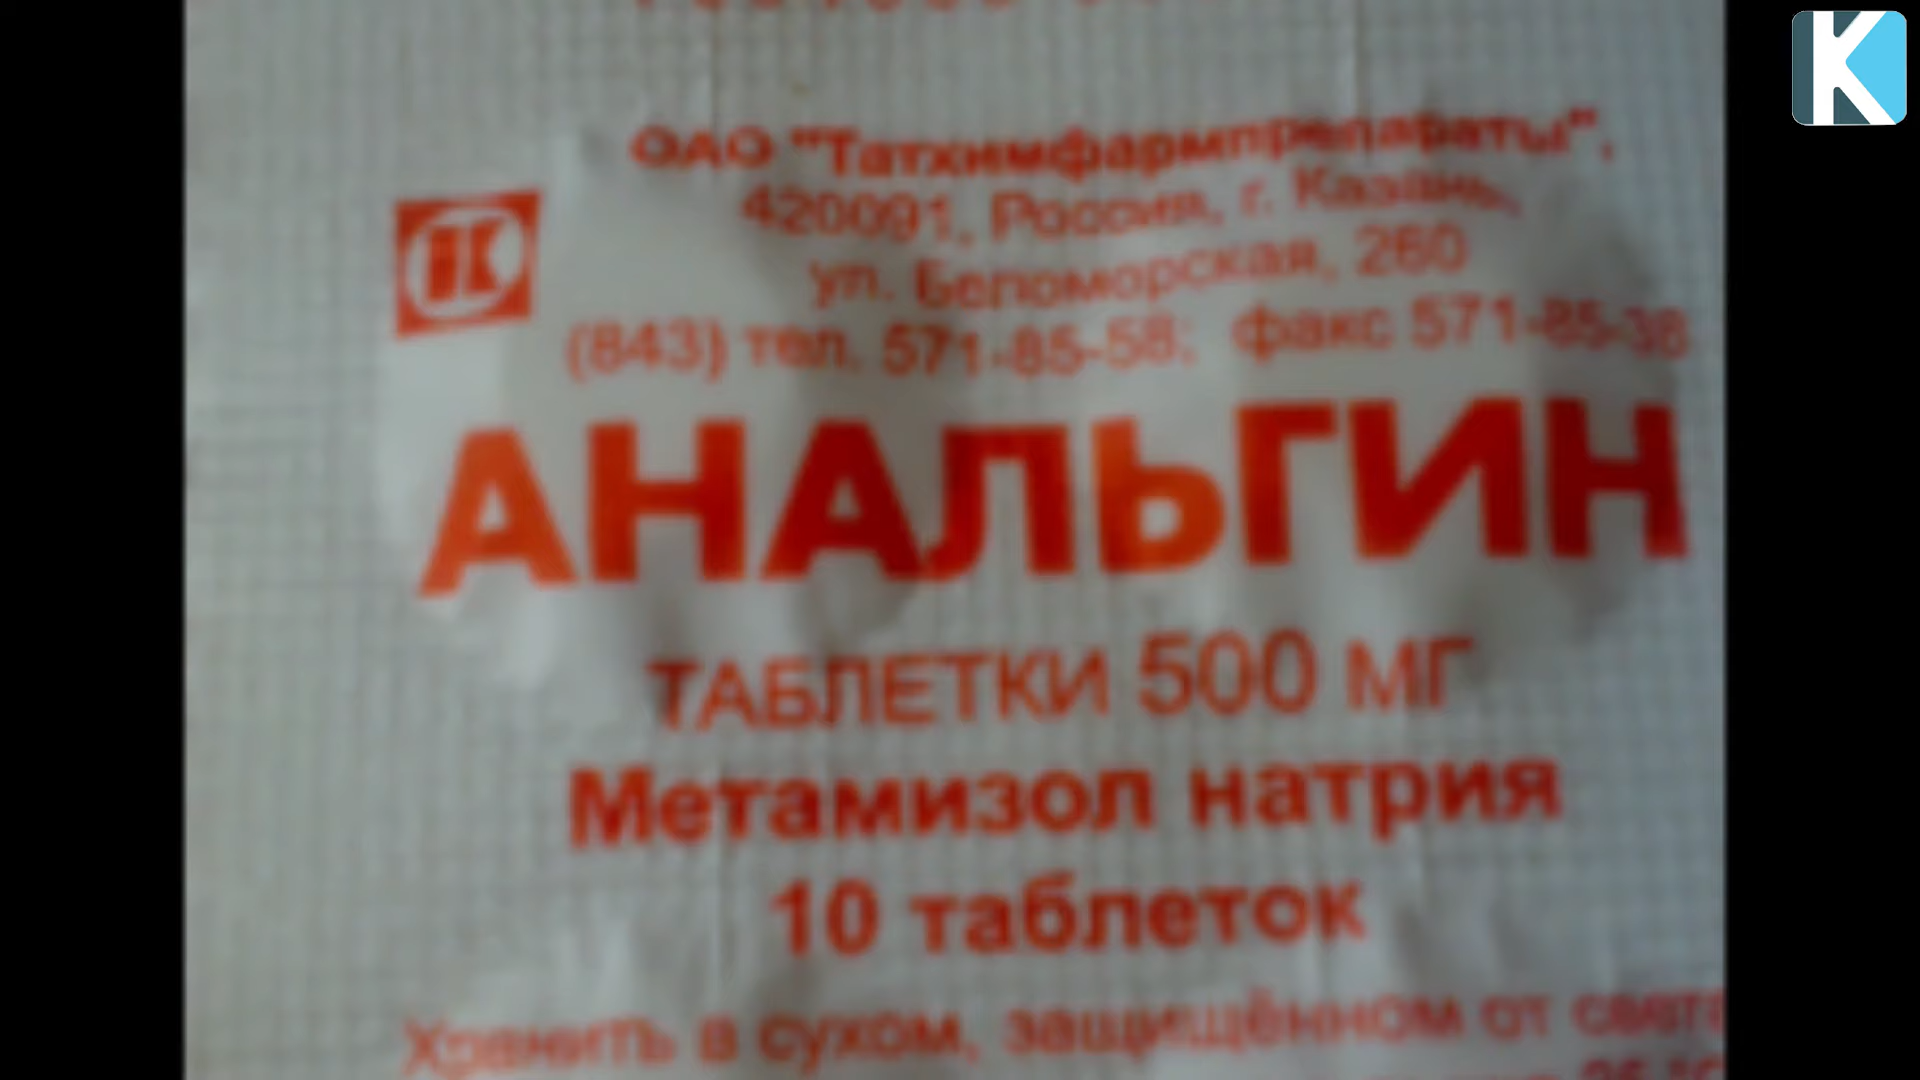 ОАО "Татхимфармпрепараты",
420091, Россия, г. Казань,
ул. Беломорская, 260
(843) тел. 571-85-58; факс 571-85-38
АНАЛЬГИН
ТАБЛЕТКИ 500 МГ
Метамизол натрия
10 таблеток
Хранить в сухом, защищённом от
K